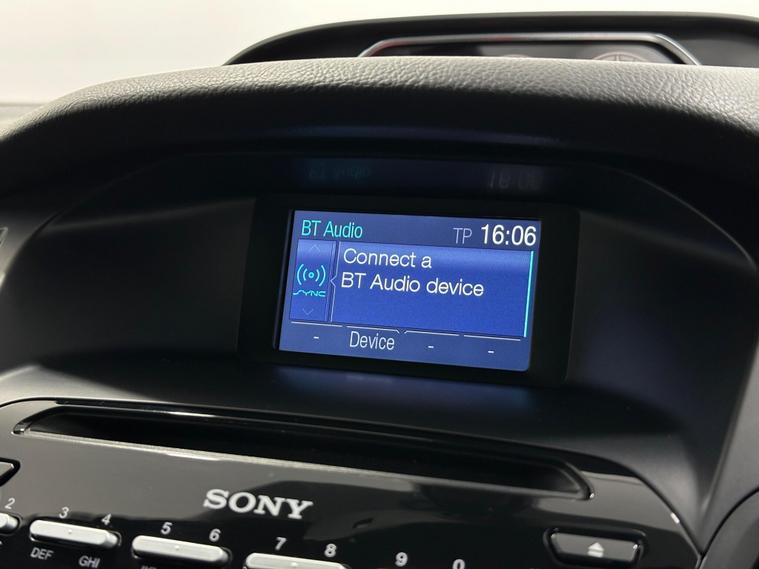 BT Audio TP 16:06
Connect a
BT Audio device
SYNC
- Device - -
SONY
2 3 4 5 6 7 8 9 0
DEF GHI